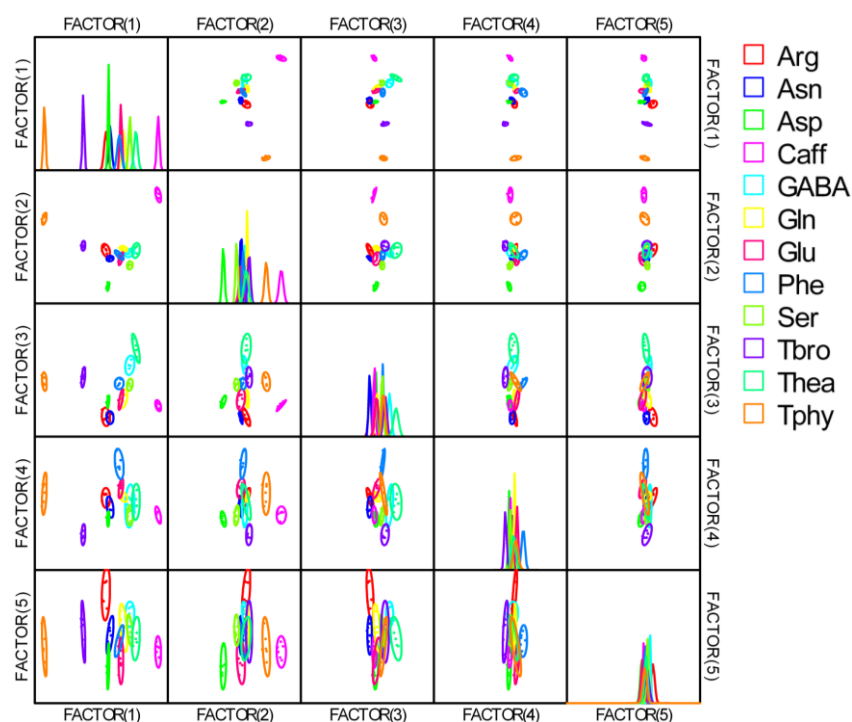 FACTOR(1) FACTOR(2) FACTOR(3) FACTOR(4) FACTOR(5)
FACTOR(1) FACTOR(1)
FACTOR(2) FACTOR(2)
FACTOR(3) FACTOR(3)
FACTOR(4) FACTOR(4)
FACTOR(5) FACTOR(5)
FACTOR(1) FACTOR(2) FACTOR(3) FACTOR(4) FACTOR(5)
Arg
Asn
Asp
Caff
GABA
Gln
Glu
Phe
Ser
Tbro
Thea
Tphy